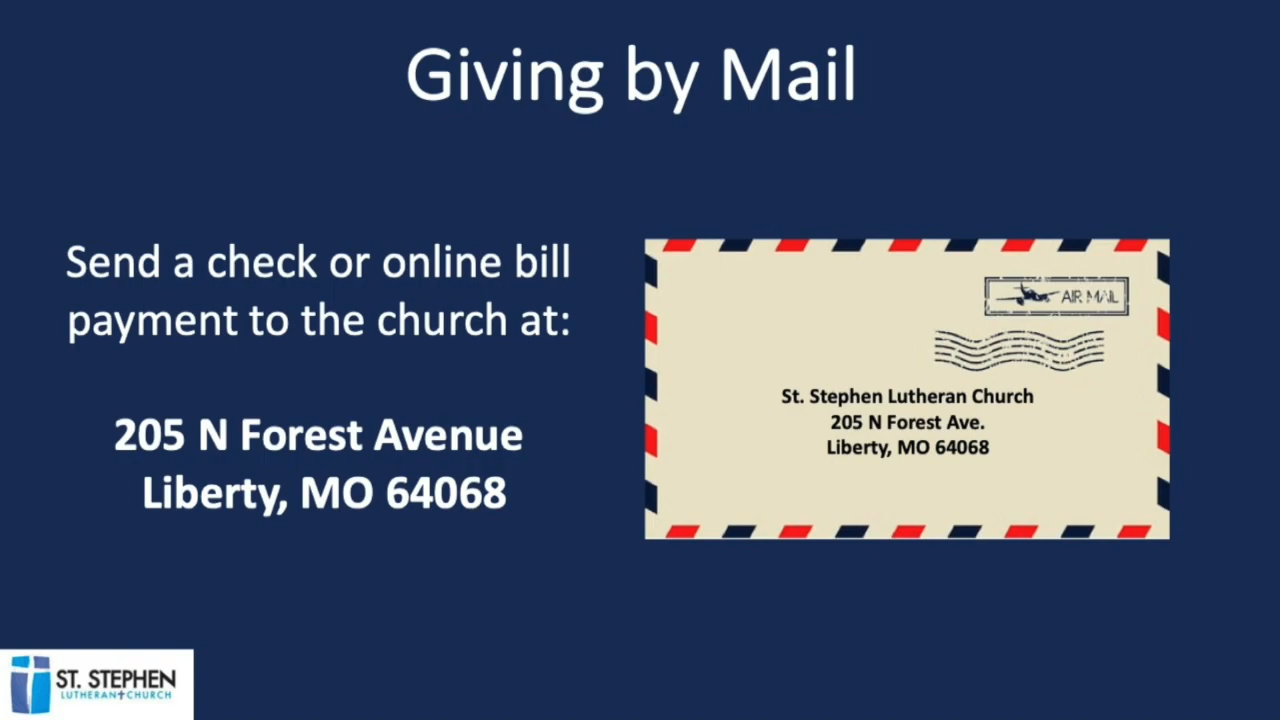 Giving by Mail
Send a check or online bill
payment to the church at:
205 N Forest Avenue
Liberty, MO 64068
AIR MAIL
St. Stephen Lutheran Church
205 N Forest Ave.
Liberty, MO 64068
ST. STEPHEN
LUTHERAN CHURCH